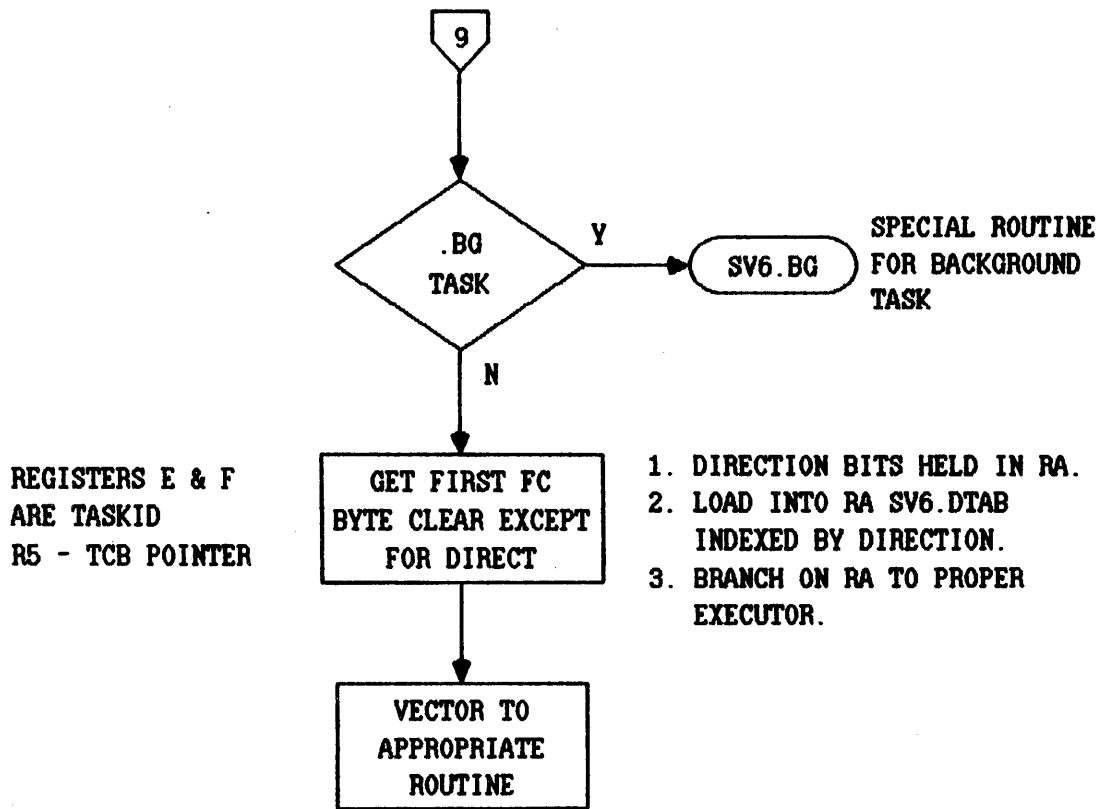 9
.BG
TASK
Y
SV6.BG
SPECIAL ROUTINE
FOR BACKGROUND
TASK
N
REGISTERS E & F
ARE TASKID
R5 - TCB POINTER
GET FIRST FC
BYTE CLEAR EXCEPT
FOR DIRECT
1. DIRECTION BITS HELD IN RA.
2. LOAD INTO RA SV6.DTAB
INDEXED BY DIRECTION.
3. BRANCH ON RA TO PROPER
EXECUTOR.
VECTOR TO
APPROPRIATE
ROUTINE